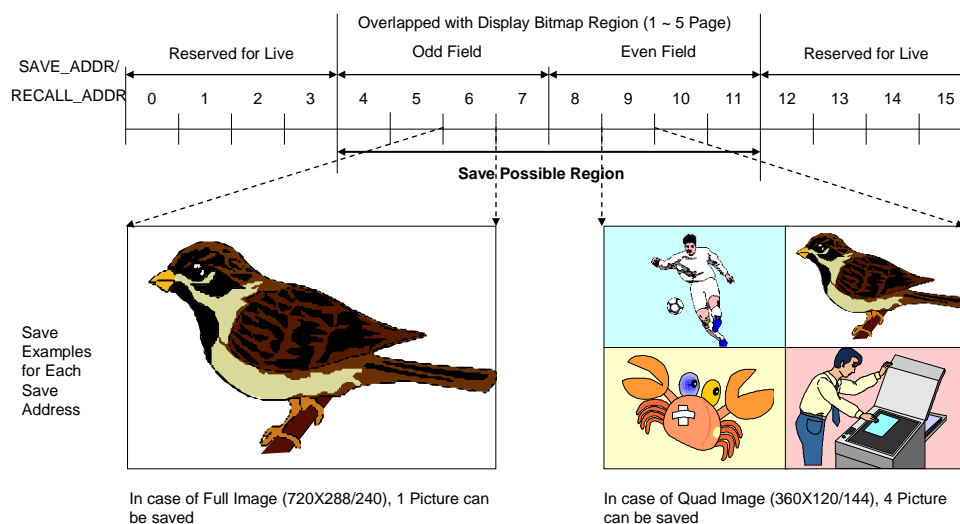 Overlapped with Display Bitmap Region (1 ~ 5 Page)
Reserved for Live
Odd Field
Even Field
Reserved for Live
SAVE_ADDR/
RECALL_ADDR
0 1 2 3 4 5 6 7 8 9 10 11 12 13 14 15
Save Possible Region
Save
Examples
for Each
Save
Address
In case of Full Image (720X288/240), 1 Picture can
be saved
In case of Quad Image (360X120/144), 4 Picture
can be saved